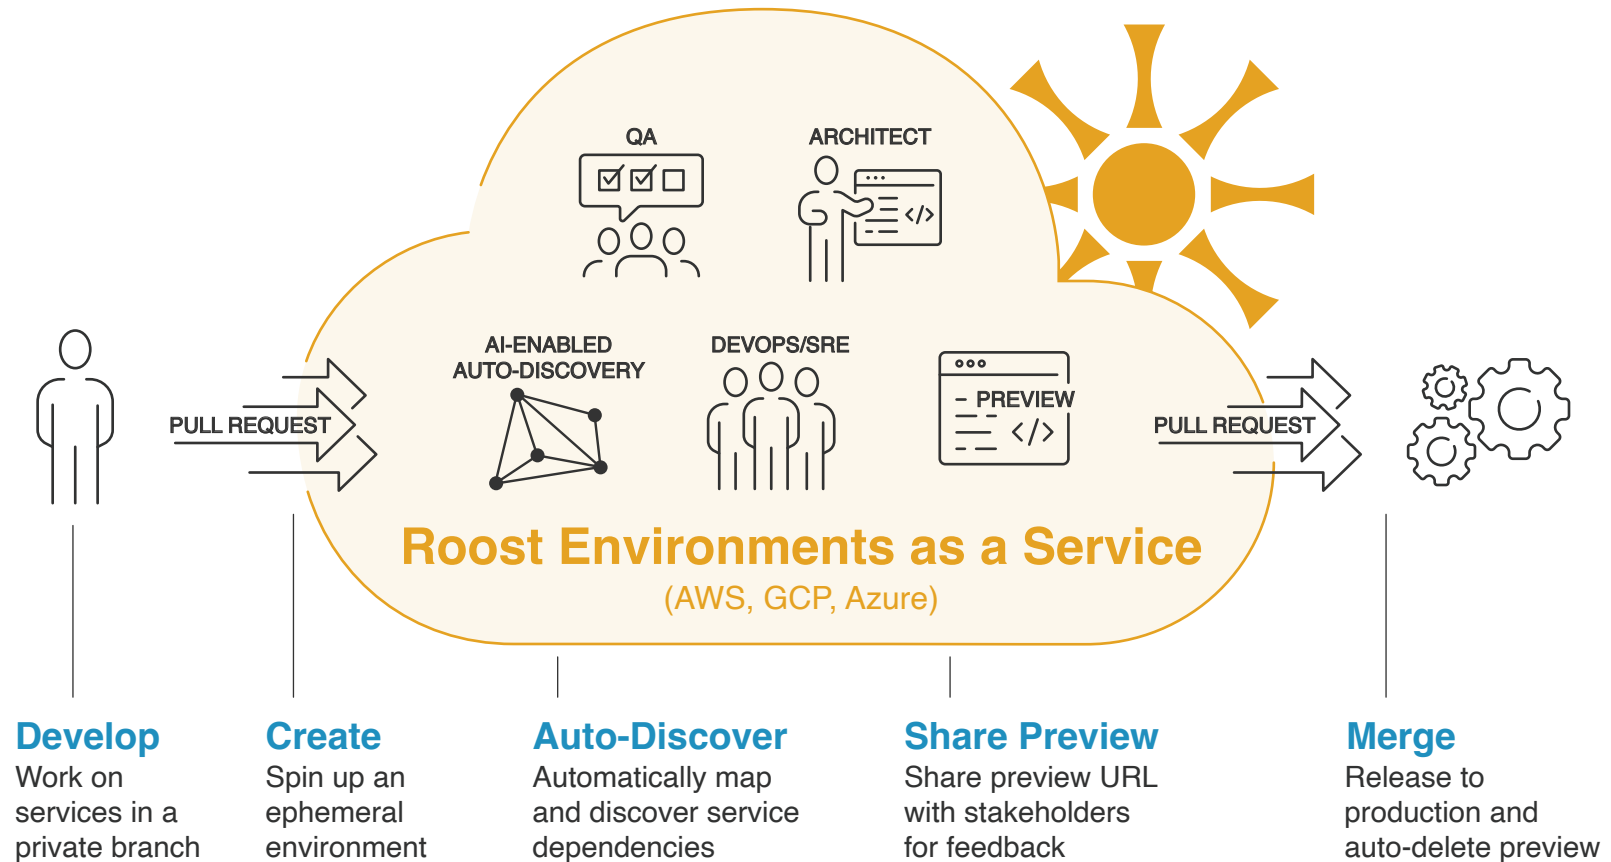 QA
ARCHITECT
</>
AI-ENABLED
AUTO-DISCOVERY
DEVOPS/SRE
PREVIEW
</>
PULL REQUEST
PULL REQUEST
Roost Environments as a Service
(AWS, GCP, Azure)
Develop
Work on
services in a
private branch
Create
Spin up an
ephemeral
environment
Auto-Discover
Automatically map
and discover service
dependencies
Share Preview
Share preview URL
with stakeholders
for feedback
Merge
Release to
production and
auto-delete preview